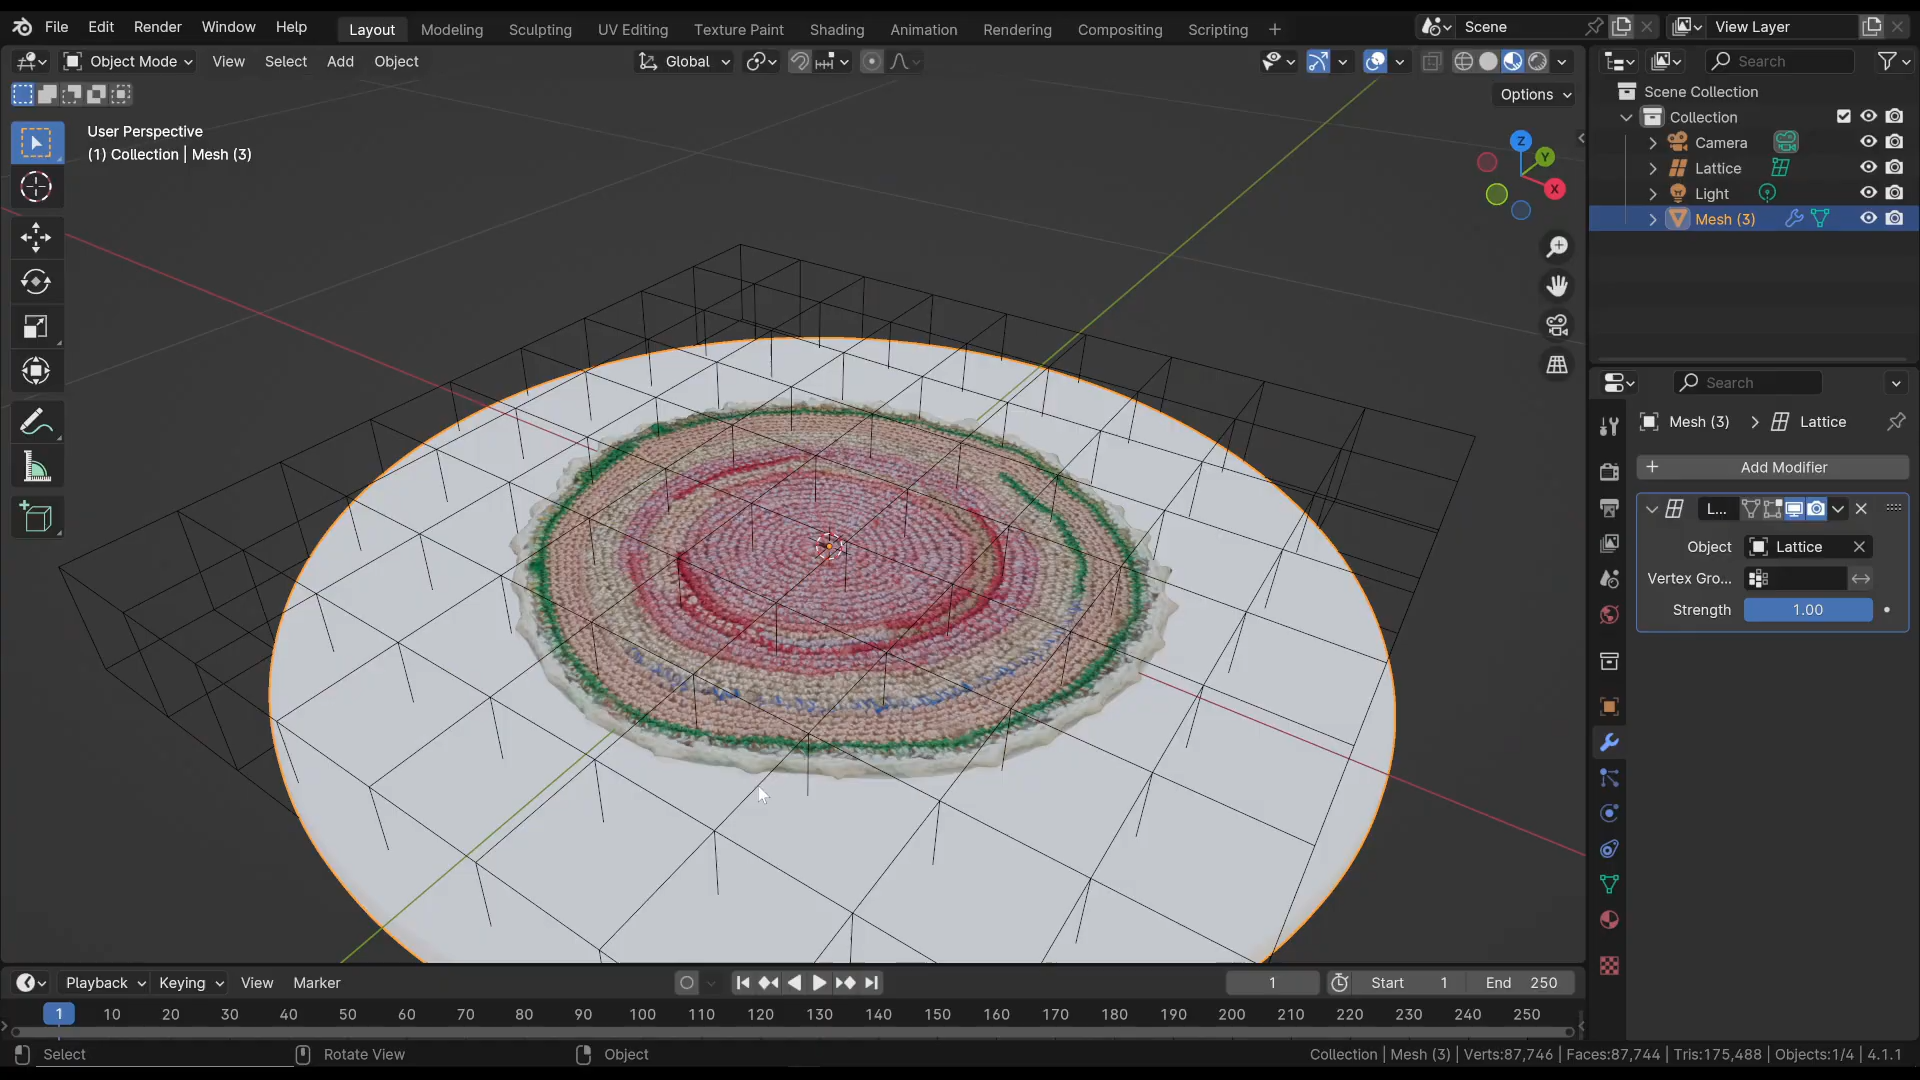 File Edit Render Window Help Layout Modeling Sculpting UV Editing Texture Paint Shading Animation Rendering Compositing Scripting + Scene View Layer
Object Mode View Select Add Object Global Search
Options
User Perspective
(1) Collection | Mesh (3)
Z
Y
X
Scene Collection
Collection
Camera
Lattice
Light
Mesh (3)
Search
Mesh (3) > Lattice
+ Add Modifier
L...
Object Lattice
Vertex Gro...
Strength 1.00
Playback Keying View Marker 1 Start 1 End 250
1 10 20 30 40 50 60 70 80 90 100 110 120 130 140 150 160 170 180 190 200 210 220 230 240 250
Select Rotate View Object Collection | Mesh (3) | Verts:87,746 | Faces:87,744 | Tris:175,488 | Objects:1/4 | 4.1.1